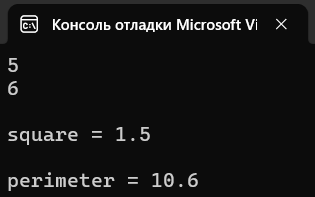 Консоль отладки Microsoft Vi
5
6
square = 1.5
perimeter = 10.6